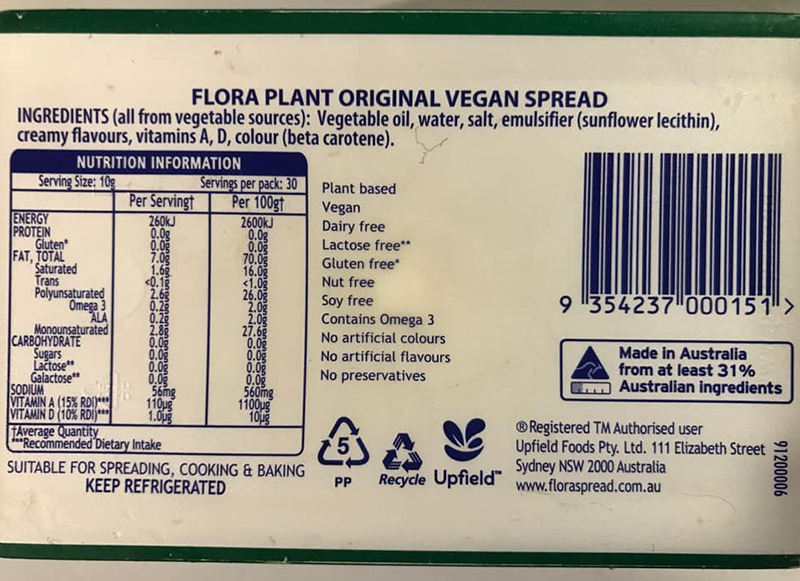 FLORA PLANT ORIGINAL VEGAN SPREAD
INGREDIENTS (all from vegetable sources): Vegetable oil, water, salt, emulsifier (sunflower lecithin),
creamy flavours, vitamins A, D, colour (beta carotene).
NUTRITION INFORMATION
Serving Size: 10g Servings per pack: 30
Per Serving† Per 100g†
ENERGY 260kJ 2600kJ
PROTEIN 0.0g 0.0g
Gluten* 0.0g 0.0g
FAT, TOTAL 7.0g 70.0g
Saturated 1.6g 16.0g
Trans <0.1g <1.0g
Polyunsaturated 2.6g 26.0g
Omega 3 0.2g 2.0g
ALA 0.2g 2.0g
Monounsaturated 2.8g 27.6g
CARBOHYDRATE 0.0g 0.0g
Sugars 0.0g 0.0g
Lactose** 0.0g 0.0g
Galactose** 0.0g 0.0g
SODIUM 56mg 560mg
VITAMIN A (15% RDI)*** 110µg 1100µg
VITAMIN D (10% RDI)*** 1.0µg 10µg
†Average Quantity
***Recommended Dietary Intake
SUITABLE FOR SPREADING, COOKING & BAKING
KEEP REFRIGERATED
Plant based
Vegan
Dairy free
Lactose free**
Gluten free*
Nut free
Soy free
Contains Omega 3
No artificial colours
No artificial flavours
No preservatives
5
PP
Recycle
Upfield™
9 354237 000151 >
Made in Australia
from at least 31%
Australian ingredients
® Registered TM Authorised user
Upfield Foods Pty. Ltd. 111 Elizabeth Street
Sydney NSW 2000 Australia
www.floraspread.com.au
91200006